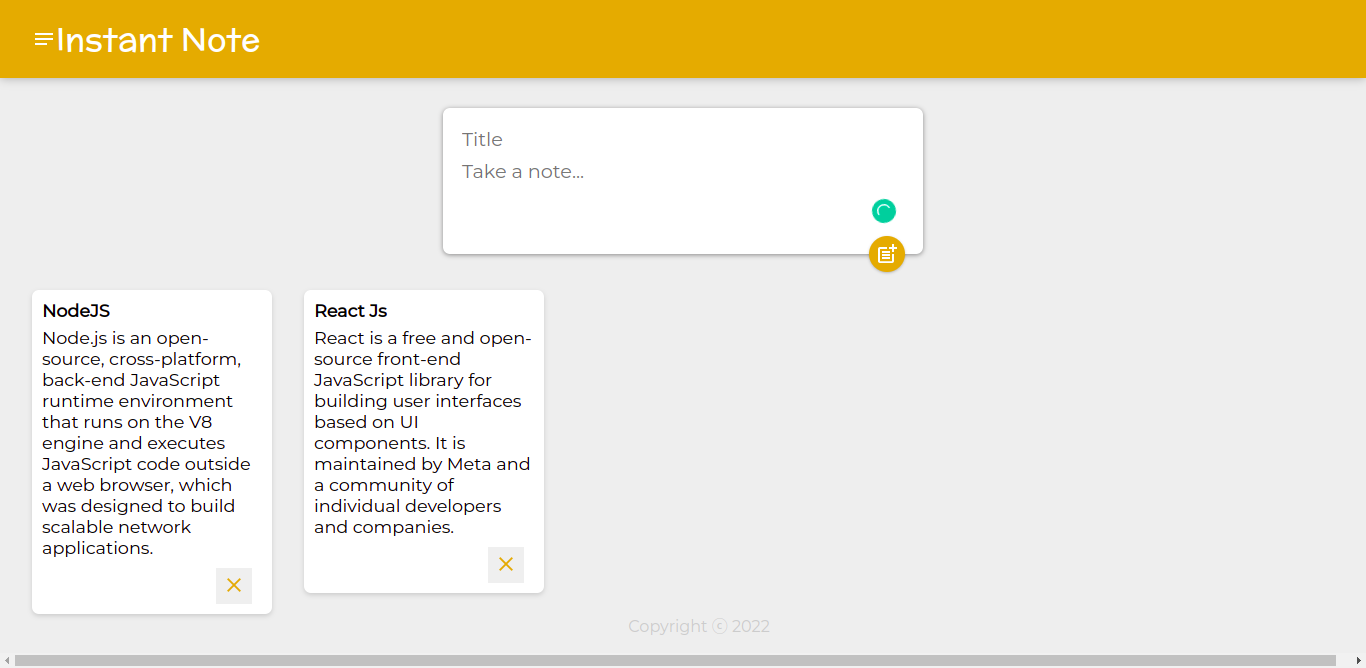 Instant Note
Title
Take a note...
NodeJS
Node.js is an open-
source, cross-platform,
back-end JavaScript
runtime environment
that runs on the V8
engine and executes
JavaScript code outside
a web browser, which
was designed to build
scalable network
applications.
React Js
React is a free and open-
source front-end
JavaScript library for
building user interfaces
based on UI
components. It is
maintained by Meta and
a community of
individual developers
and companies.
Copyright ⓒ 2022